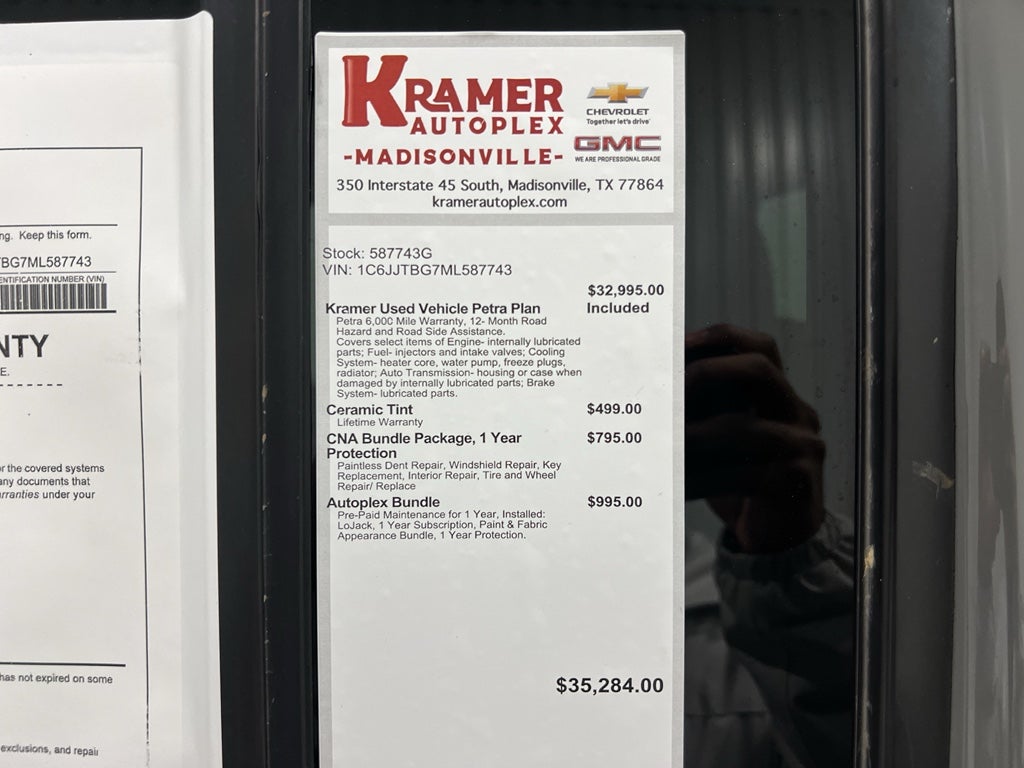 ng. Keep this form.
TBG7ML587743
ENTIFICATION NUMBER (VIN)
NTY
E.
or the covered systems
any documents that
arranties under your
has not expired on some
exclusions, and repair
KRAMER
AUTOPLEX
-MADISONVILLE-
CHEVROLET
Together let's drive
GMC
WE ARE PROFESSIONAL GRADE
350 Interstate 45 South, Madisonville, TX 77864
kramerautoplex.com
Stock: 587743G
VIN: 1C6JJTBG7ML587743
$32,995.00
Kramer Used Vehicle Petra Plan Included
Petra 6,000 Mile Warranty, 12- Month Road
Hazard and Road Side Assistance.
Covers select items of Engine- internally lubricated
parts; Fuel- injectors and intake valves; Cooling
System- heater core, water pump, freeze plugs,
radiator; Auto Transmission- housing or case when
damaged by internally lubricated parts; Brake
System- lubricated parts.
Ceramic Tint $499.00
Lifetime Warranty
CNA Bundle Package, 1 Year $795.00
Protection
Paintless Dent Repair, Windshield Repair, Key
Replacement, Interior Repair, Tire and Wheel
Repair/ Replace
Autoplex Bundle $995.00
Pre-Paid Maintenance for 1 Year, Installed:
LoJack, 1 Year Subscription, Paint & Fabric
Appearance Bundle, 1 Year Protection.
$35,284.00